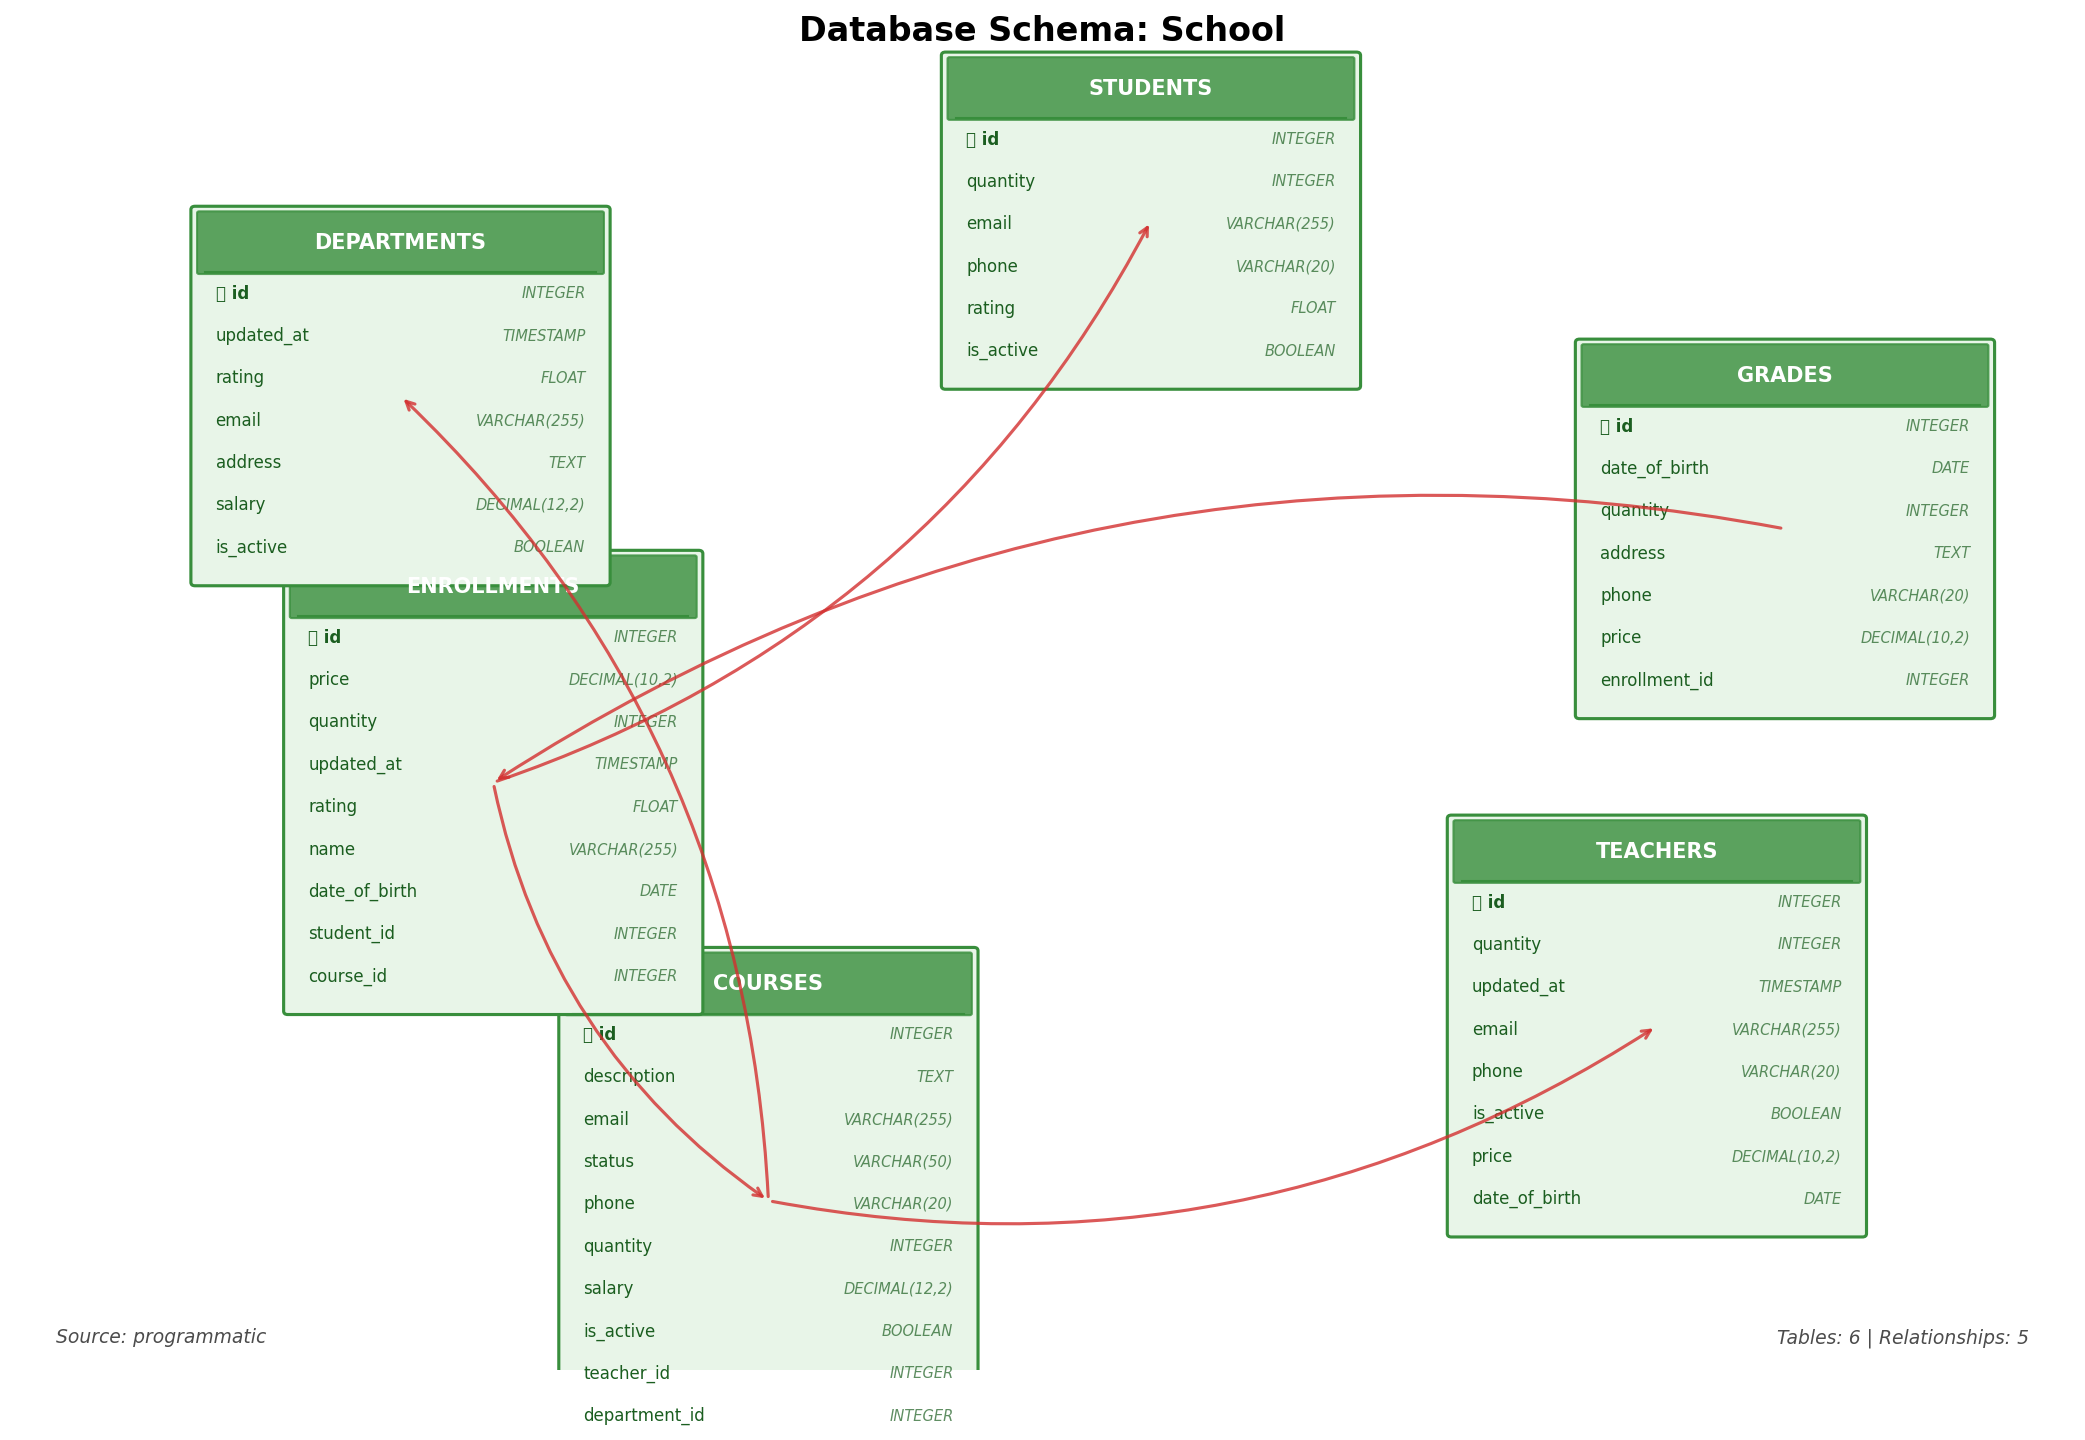 Database Schema: School
STUDENTS
id INTEGER
quantity INTEGER
email VARCHAR(255)
phone VARCHAR(20)
rating FLOAT
is_active BOOLEAN
DEPARTMENTS
id INTEGER
updated_at TIMESTAMP
rating FLOAT
email VARCHAR(255)
address TEXT
salary DECIMAL(12,2)
is_active BOOLEAN
GRADES
id INTEGER
date_of_birth DATE
quantity INTEGER
address TEXT
phone VARCHAR(20)
price DECIMAL(10,2)
enrollment_id INTEGER
ENROLLMENTS
id INTEGER
price DECIMAL(10,2)
quantity INTEGER
updated_at TIMESTAMP
rating FLOAT
name VARCHAR(255)
date_of_birth DATE
student_id INTEGER
course_id INTEGER
TEACHERS
id INTEGER
quantity INTEGER
updated_at TIMESTAMP
email VARCHAR(255)
phone VARCHAR(20)
is_active BOOLEAN
price DECIMAL(10,2)
date_of_birth DATE
COURSES
id INTEGER
description TEXT
email VARCHAR(255)
status VARCHAR(50)
phone VARCHAR(20)
quantity INTEGER
salary DECIMAL(12,2)
is_active BOOLEAN
teacher_id INTEGER
department_id INTEGER
Source: programmatic
Tables: 6 | Relationships: 5